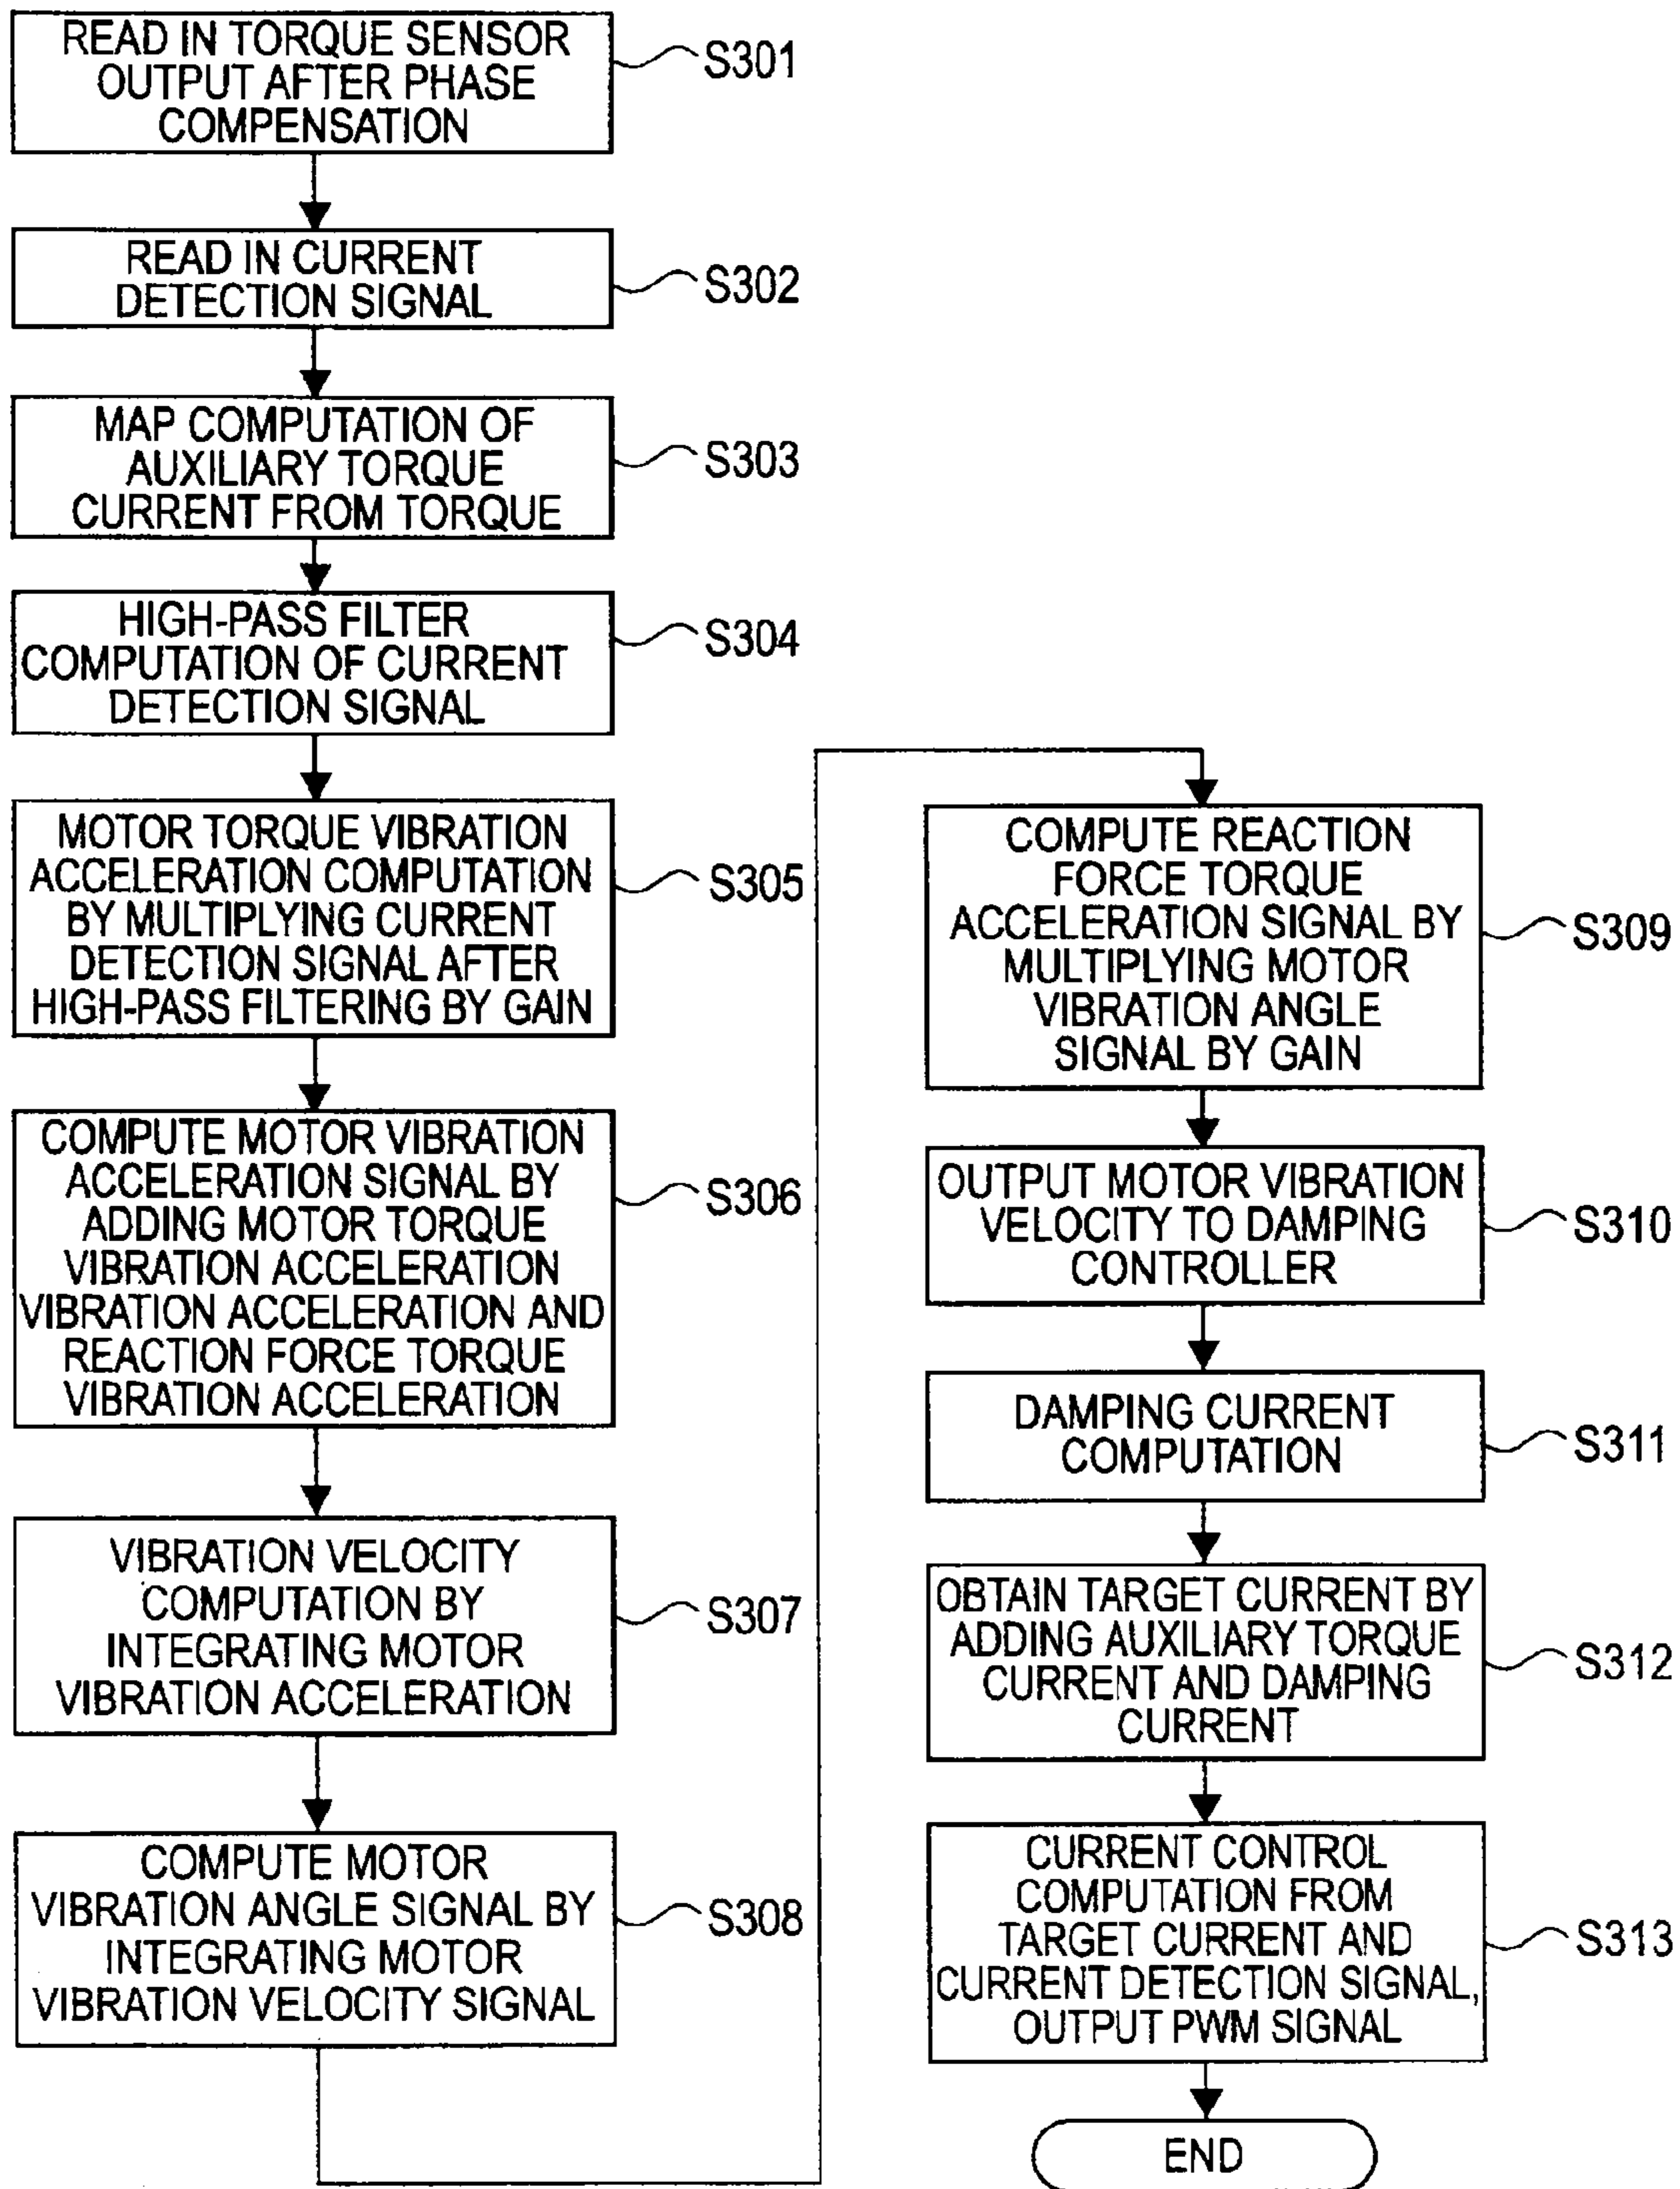 READ IN TORQUE SENSOR
OUTPUT AFTER PHASE
COMPENSATION
S301
READ IN CURRENT
DETECTION SIGNAL
S302
MAP COMPUTATION OF
AUXILIARY TORQUE
CURRENT FROM TORQUE
S303
HIGH-PASS FILTER
COMPUTATION OF CURRENT
DETECTION SIGNAL
S304
MOTOR TORQUE VIBRATION
ACCELERATION COMPUTATION
BY MULTIPLYING CURRENT
DETECTION SIGNAL AFTER
HIGH-PASS FILTERING BY GAIN
S305
COMPUTE MOTOR VIBRATION
ACCELERATION SIGNAL BY
ADDING MOTOR TORQUE
VIBRATION ACCELERATION
VIBRATION ACCELERATION AND
REACTION FORCE TORQUE
VIBRATION ACCELERATION
S306
VIBRATION VELOCITY
COMPUTATION BY
INTEGRATING MOTOR
VIBRATION ACCELERATION
S307
COMPUTE MOTOR
VIBRATION ANGLE SIGNAL BY
INTEGRATING MOTOR
VIBRATION VELOCITY SIGNAL
S308
COMPUTE REACTION
FORCE TORQUE
ACCELERATION SIGNAL BY
MULTIPLYING MOTOR
VIBRATION ANGLE
SIGNAL BY GAIN
S309
OUTPUT MOTOR VIBRATION
VELOCITY TO DAMPING
CONTROLLER
S310
DAMPING CURRENT
COMPUTATION
S311
OBTAIN TARGET CURRENT BY
ADDING AUXILIARY TORQUE
CURRENT AND DAMPING
CURRENT
S312
CURRENT CONTROL
COMPUTATION FROM
TARGET CURRENT AND
CURRENT DETECTION SIGNAL,
OUTPUT PWM SIGNAL
S313
END